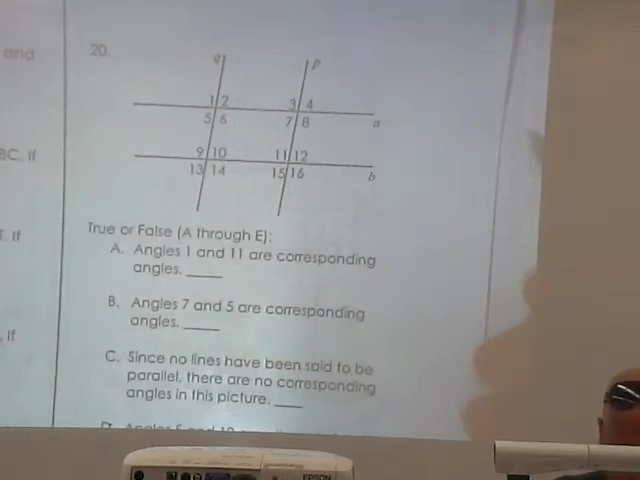 and
20.
q
p
1 2
3 4
5 6
7 8
a
9 10
11 12
BC. If
13 14
15 16
b
True or False (A through E):
A. Angles 1 and 11 are corresponding
angles. ____
. If
B. Angles 7 and 5 are corresponding
angles. ____
. If
C. Since no lines have been said to be
parallel, there are no corresponding
angles in this picture. ____
EPSON